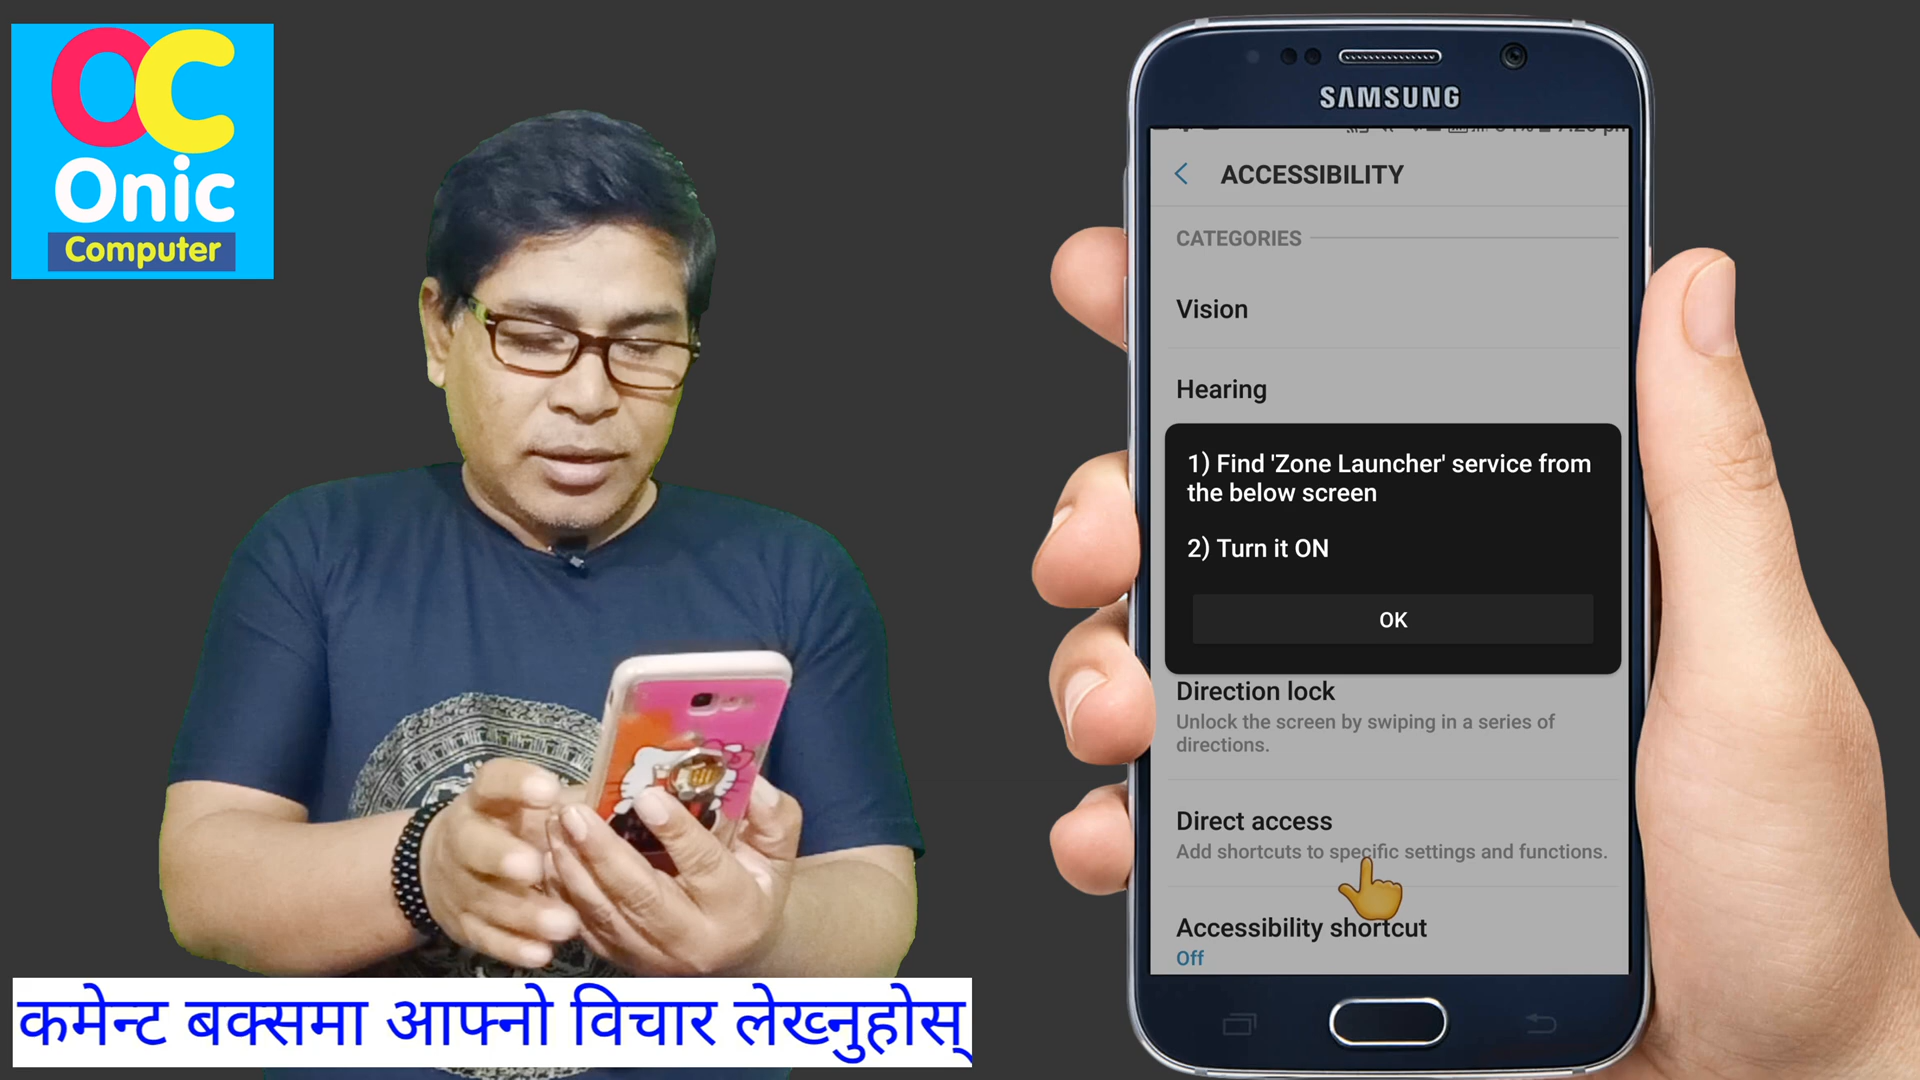 OC
Onic
Computer
SAMSUNG
ACCESSIBILITY
CATEGORIES
Vision
Hearing
1) Find 'Zone Launcher' service from
the below screen
2) Turn it ON
OK
Direction lock
Unlock the screen by swiping in a series of
directions.
Direct access
Add shortcuts to specific settings and functions.
Accessibility shortcut
Off
कमेन्ट बक्समा आफ्नो विचार लेख्नुहोस्